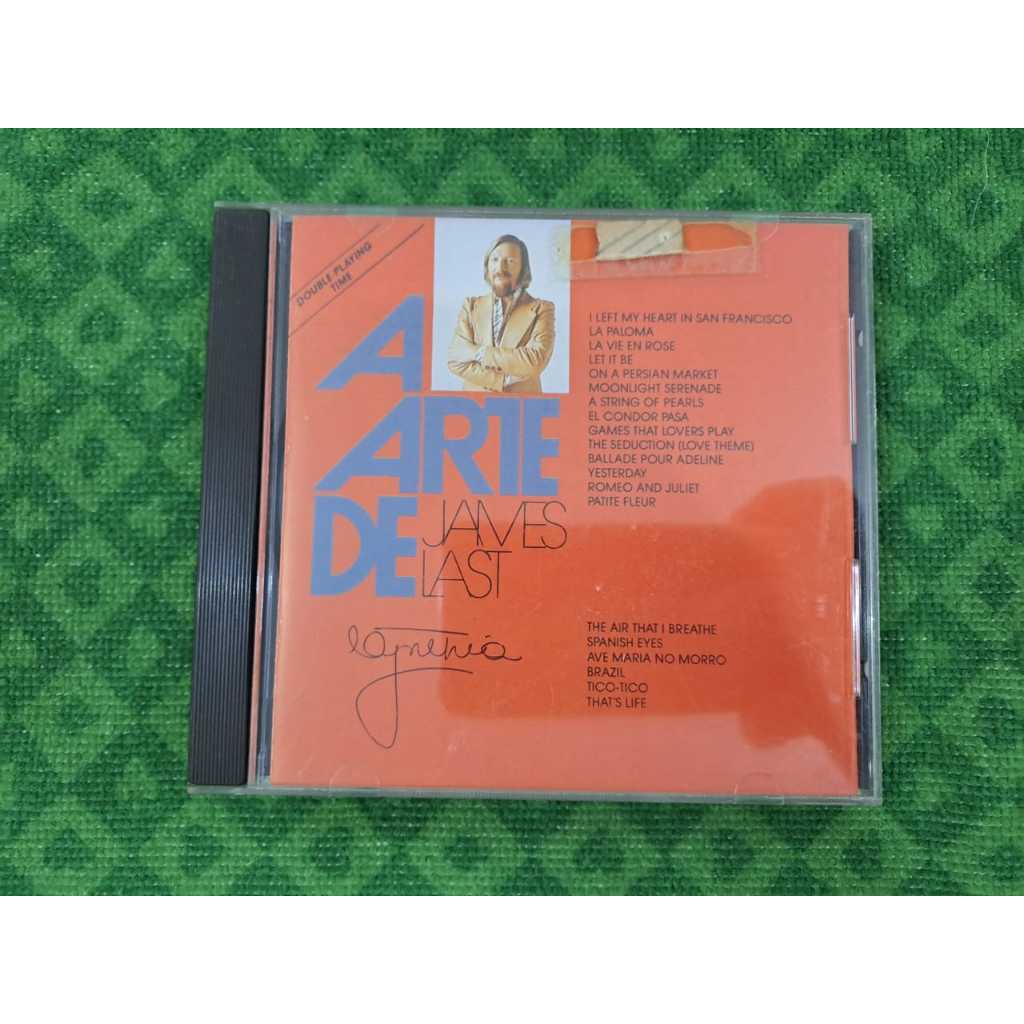 DOUBLE PLAYING
TIME
A
ARTE
DE JAMES
LAST
I LEFT MY HEART IN SAN FRANCISCO
LA PALOMA
LA VIE EN ROSE
LET IT BE
ON A PERSIAN MARKET
MOONLIGHT SERENADE
A STRING OF PEARLS
EL CONDOR PASA
GAMES THAT LOVERS PLAY
THE SEDUCTION (LOVE THEME)
BALLADE POUR ADELINE
YESTERDAY
ROMEO AND JULIET
PATITE FLEUR
THE AIR THAT I BREATHE
SPANISH EYES
AVE MARIA NO MORRO
BRAZIL
TICO-TICO
THAT'S LIFE